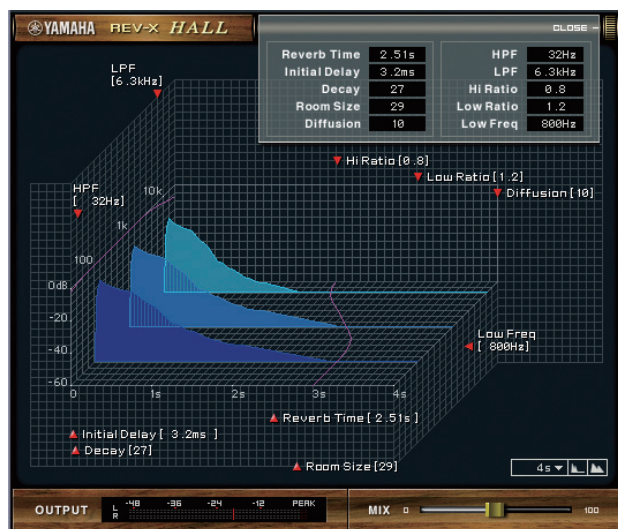 YAMAHA REV-X HALL
CLOSE –
Reverb Time 2.51s HPF 32Hz
Initial Delay 3.2ms LPF 6.3kHz
Decay 27 Hi Ratio 0.8
Room Size 29 Low Ratio 1.2
Diffusion 10 Low Freq 800Hz
LPF
[6.3kHz]
Hi Ratio [0.8]
Low Ratio [1.2]
Diffusion [10]
HPF
[ 32Hz]
10k
1k
100
0dB
-20
-40
-60
0 1s 2s 3s 4s
Low Freq
[ 800Hz]
Reverb Time [ 2.51s ]
Initial Delay [ 3.2ms ]
Decay [27]
Room Size [29]
4s
OUTPUT L R -48 -36 -24 -12 PEAK
MIX 0 100